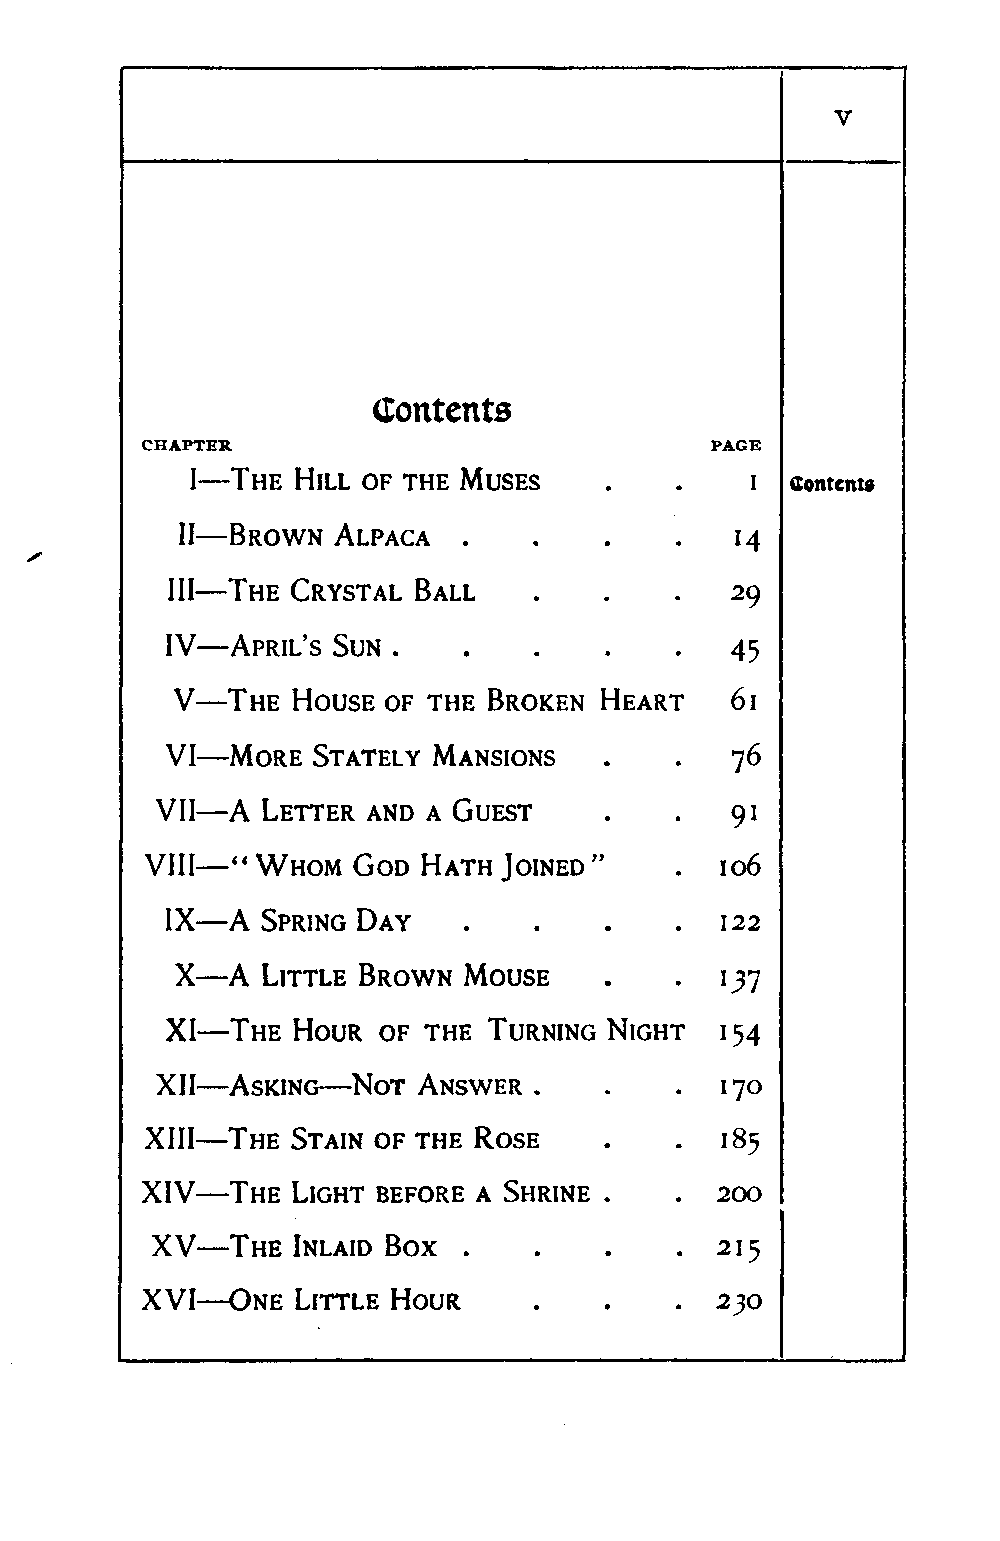 v
Contents
CHAPTER PAGE
I—The Hill of the Muses . . 1 Contents
II—Brown Alpaca . . . . 14
III—The Crystal Ball . . . 29
IV—April's Sun . . . . . 45
V—The House of the Broken Heart 61
VI—More Stately Mansions . . 76
VII—A Letter and a Guest . . 91
VIII—"Whom God Hath Joined" . 106
IX—A Spring Day . . . . 122
X—A Little Brown Mouse . . 137
XI—The Hour of the Turning Night 154
XII—Asking—Not Answer . . . 170
XIII—The Stain of the Rose . . 185
XIV—The Light before a Shrine . . 200
XV—The Inlaid Box . . . . 215
XVI—One Little Hour . . . 230